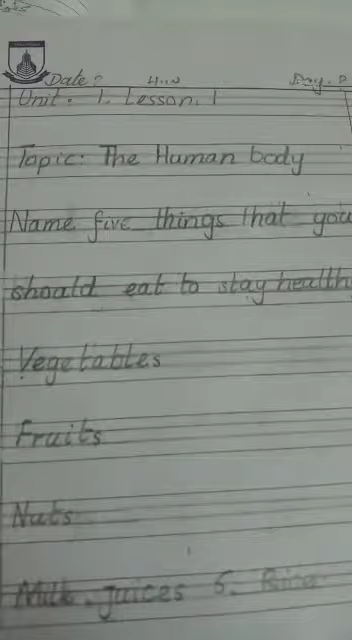 Date: H.W Day:
Unit: 1. Lesson. 1
Topic: The Human body
Name five things that you
should eat to stay health
Vegetables
Fruits
Nuts
Milk, juices 5.